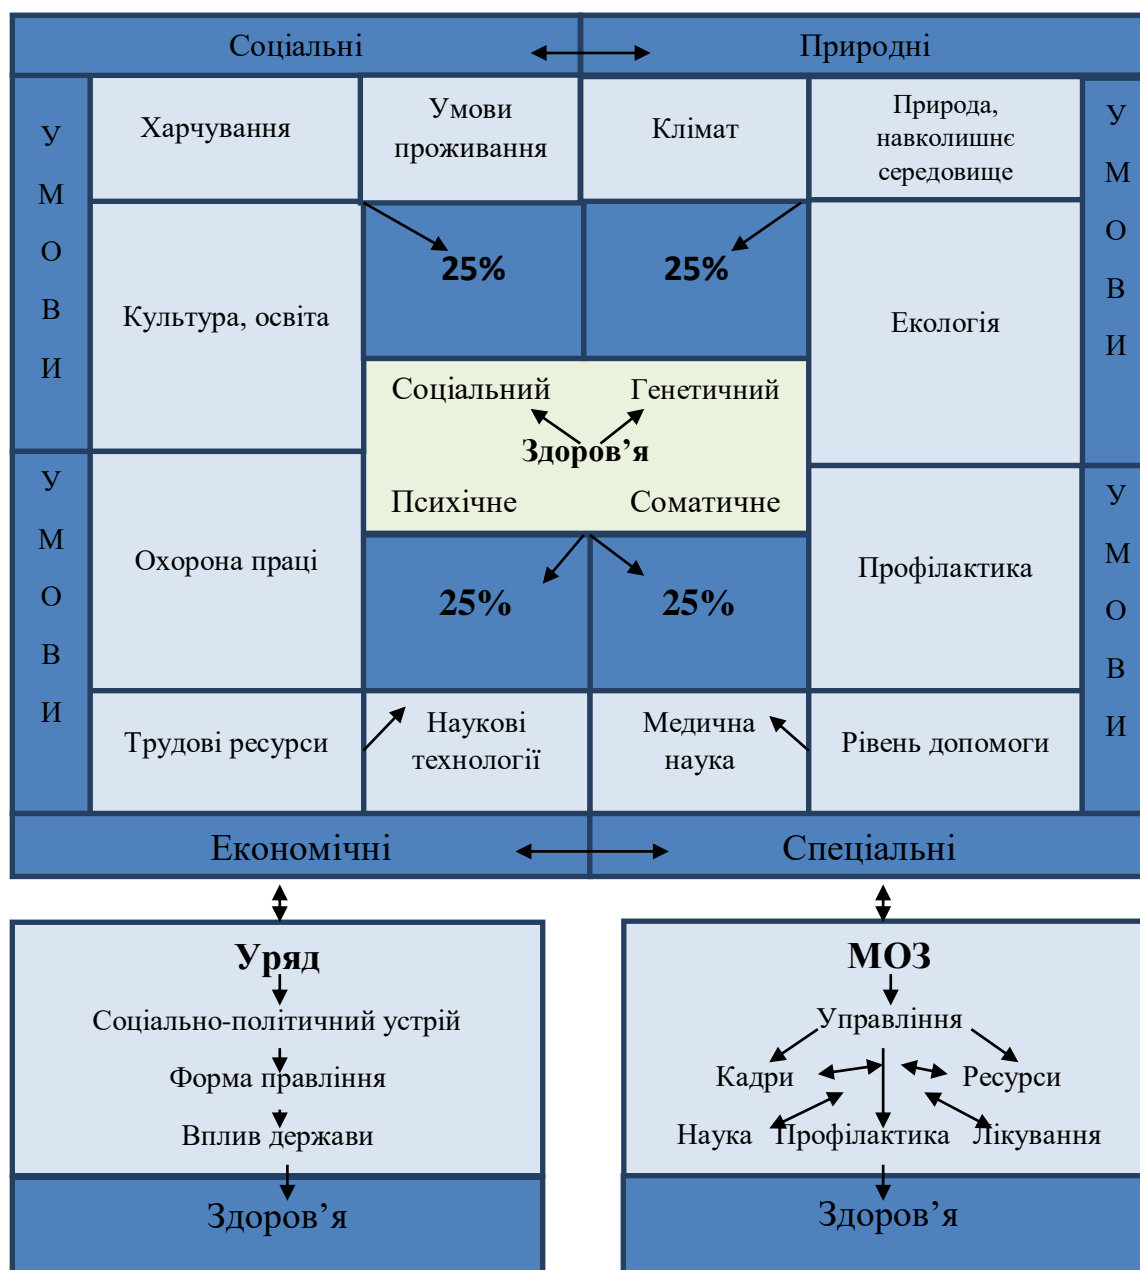 Соціальні
Природні
У
М
О
В
И
Харчування
Умови
проживання
Клімат
Природа,
навколишнє
середовище
У
М
О
В
И
25%
25%
Культура, освіта
Екологія
Соціальний
Генетичний
Здоров’я
Психічне
Соматичне
У
М
О
В
И
Охорона праці
25%
25%
Профілактика
У
М
О
В
И
Трудові ресурси
Наукові
технології
Медична
наука
Рівень допомоги
Економічні
Спеціальні
Уряд
Соціально-політичний устрій
Форма правління
Вплив держави
Здоров’я
МОЗ
Управління
Кадри
Ресурси
Наука
Профілактика
Лікування
Здоров’я